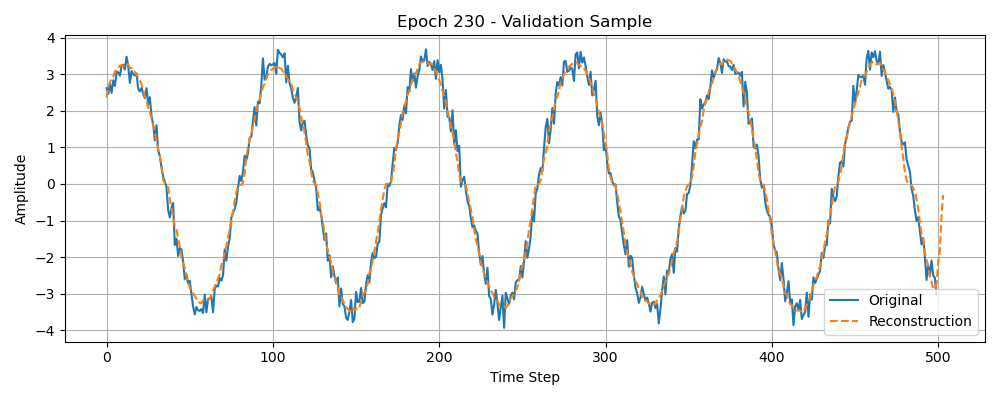 Epoch 230 - Validation Sample
Amplitude
4
3
2
1
0
−1
−2
−3
−4
0 100 200 300 400 500
Time Step
Original
Reconstruction